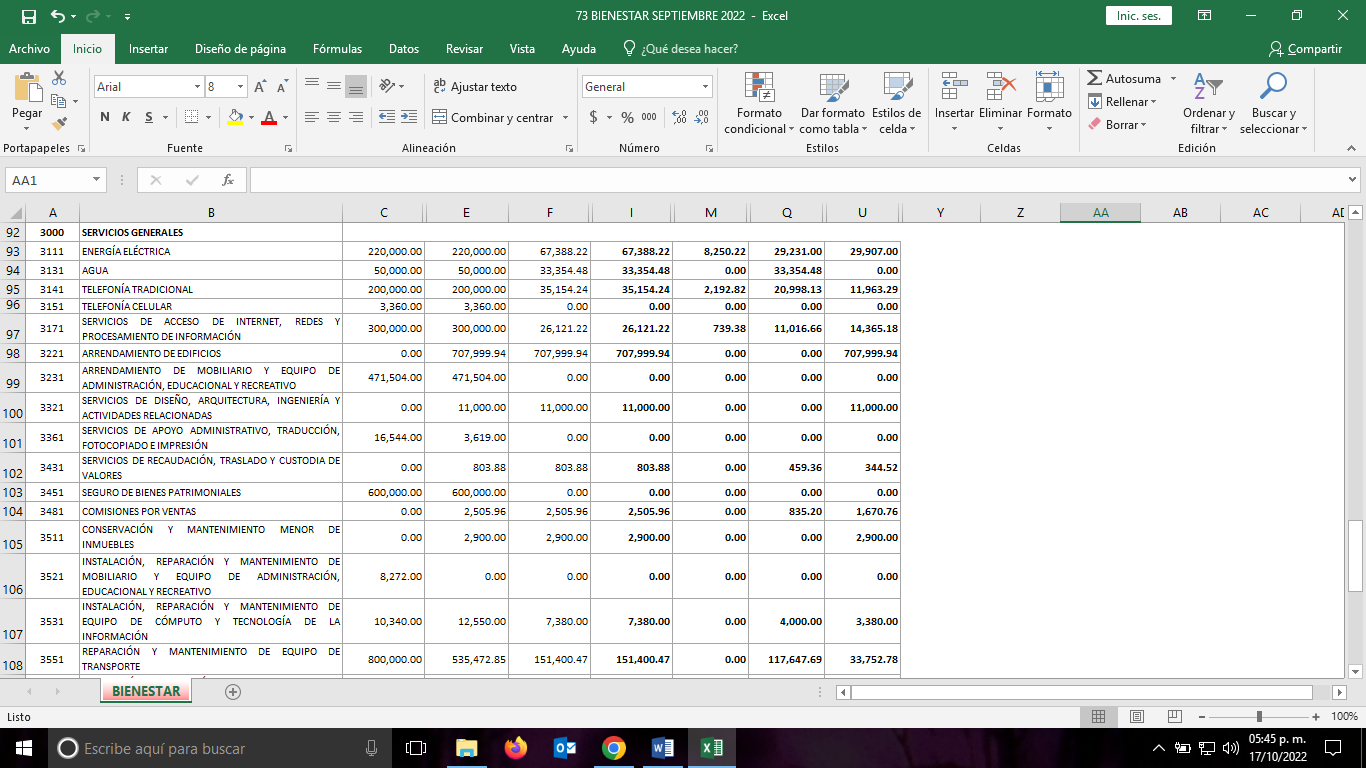 73 BIENESTAR SEPTIEMBRE 2022 - Excel
Inic. ses.
Archivo Inicio Insertar Diseño de página Fórmulas Datos Revisar Vista Ayuda ¿Qué desea hacer? Compartir
Pegar
Arial 8 A A
N K S A
ab Ajustar texto
Combinar y centrar
General
$ % 000
Formato condicional
Dar formato como tabla
Estilos de celda
Insertar Eliminar Formato
Autosuma
Rellenar
Borrar
Ordenar y filtrar
Buscar y seleccionar
Portapapeles Fuente Alineación Número Estilos Celdas Edición
AA1 fx
A B C E F I M Q U Y Z AA AB AC
92 3000 SERVICIOS GENERALES
93 3111 ENERGÍA ELÉCTRICA 220,000.00 220,000.00 67,388.22 67,388.22 8,250.22 29,231.00 29,907.00
94 3131 AGUA 50,000.00 50,000.00 33,354.48 33,354.48 0.00 33,354.48 0.00
95 3141 TELEFONÍA TRADICIONAL 200,000.00 200,000.00 35,154.24 35,154.24 2,192.82 20,998.13 11,963.29
96 3151 TELEFONÍA CELULAR 3,360.00 3,360.00 0.00 0.00 0.00 0.00 0.00
97 3171 SERVICIOS DE ACCESO DE INTERNET, REDES Y
PROCESAMIENTO DE INFORMACIÓN 300,000.00 300,000.00 26,121.22 26,121.22 739.38 11,016.66 14,365.18
98 3221 ARRENDAMIENTO DE EDIFICIOS 0.00 707,999.94 707,999.94 707,999.94 0.00 0.00 707,999.94
99 3231 ARRENDAMIENTO DE MOBILIARIO Y EQUIPO DE
ADMINISTRACIÓN, EDUCACIONAL Y RECREATIVO 471,504.00 471,504.00 0.00 0.00 0.00 0.00 0.00
100 3321 SERVICIOS DE DISEÑO, ARQUITECTURA, INGENIERÍA Y
ACTIVIDADES RELACIONADAS 0.00 11,000.00 11,000.00 11,000.00 0.00 0.00 11,000.00
101 3361 SERVICIOS DE APOYO ADMINISTRATIVO, TRADUCCIÓN,
FOTOCOPIADO E IMPRESIÓN 16,544.00 3,619.00 0.00 0.00 0.00 0.00 0.00
102 3431 SERVICIOS DE RECAUDACIÓN, TRASLADO Y CUSTODIA DE
VALORES 0.00 803.88 803.88 803.88 0.00 459.36 344.52
103 3451 SEGURO DE BIENES PATRIMONIALES 600,000.00 600,000.00 0.00 0.00 0.00 0.00 0.00
104 3481 COMISIONES POR VENTAS 0.00 2,505.96 2,505.96 2,505.96 0.00 835.20 1,670.76
105 3511 CONSERVACIÓN Y MANTENIMIENTO MENOR DE
INMUEBLES 0.00 2,900.00 2,900.00 2,900.00 0.00 0.00 2,900.00
106 3521 INSTALACIÓN, REPARACIÓN Y MANTENIMIENTO DE
MOBILIARIO Y EQUIPO DE ADMINISTRACIÓN,
EDUCACIONAL Y RECREATIVO 8,272.00 0.00 0.00 0.00 0.00 0.00 0.00
107 3531 INSTALACIÓN, REPARACIÓN Y MANTENIMIENTO DE
EQUIPO DE CÓMPUTO Y TECNOLOGÍA DE LA
INFORMACIÓN 10,340.00 12,550.00 7,380.00 7,380.00 0.00 4,000.00 3,380.00
108 3551 REPARACIÓN Y MANTENIMIENTO DE EQUIPO DE
TRANSPORTE 800,000.00 535,472.85 151,400.47 151,400.47 0.00 117,647.69 33,752.78
BIENESTAR
Listo 100%
Escribe aquí para buscar
05:45 p. m.
17/10/2022